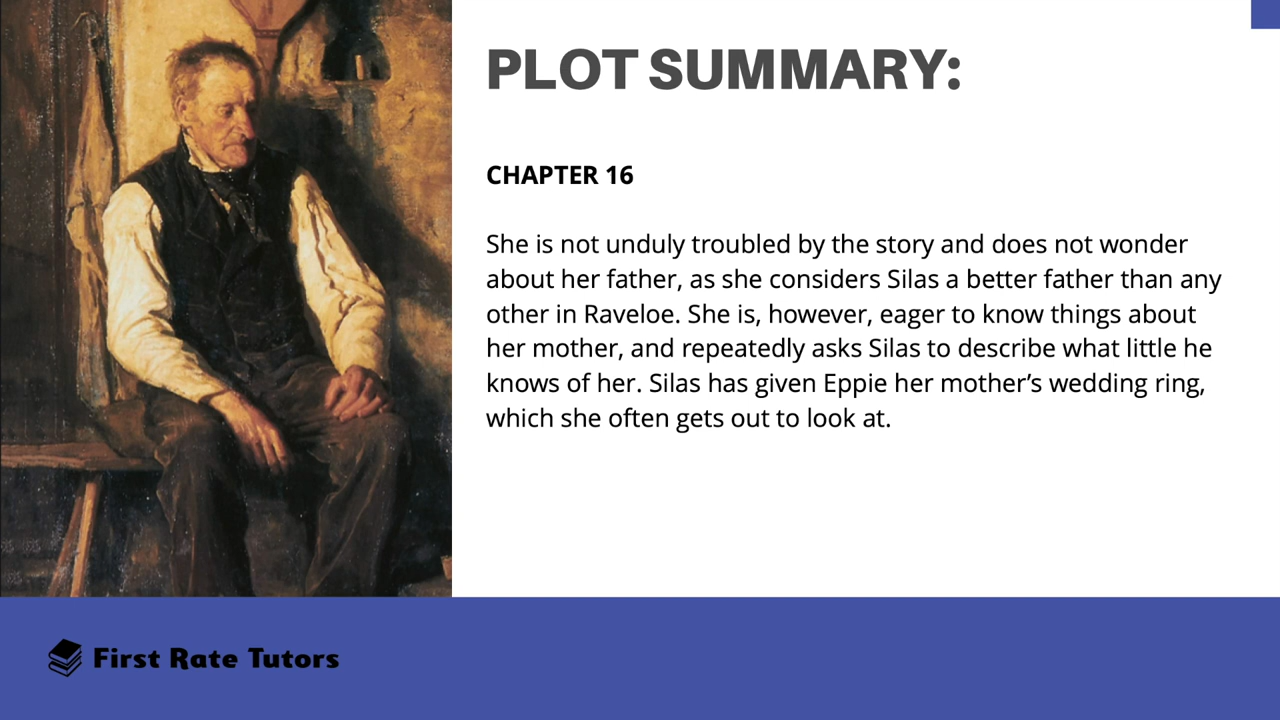 PLOT SUMMARY:
CHAPTER 16
She is not unduly troubled by the story and does not wonder
about her father, as she considers Silas a better father than any
other in Raveloe. She is, however, eager to know things about
her mother, and repeatedly asks Silas to describe what little he
knows of her. Silas has given Eppie her mother’s wedding ring,
which she often gets out to look at.
First Rate Tutors